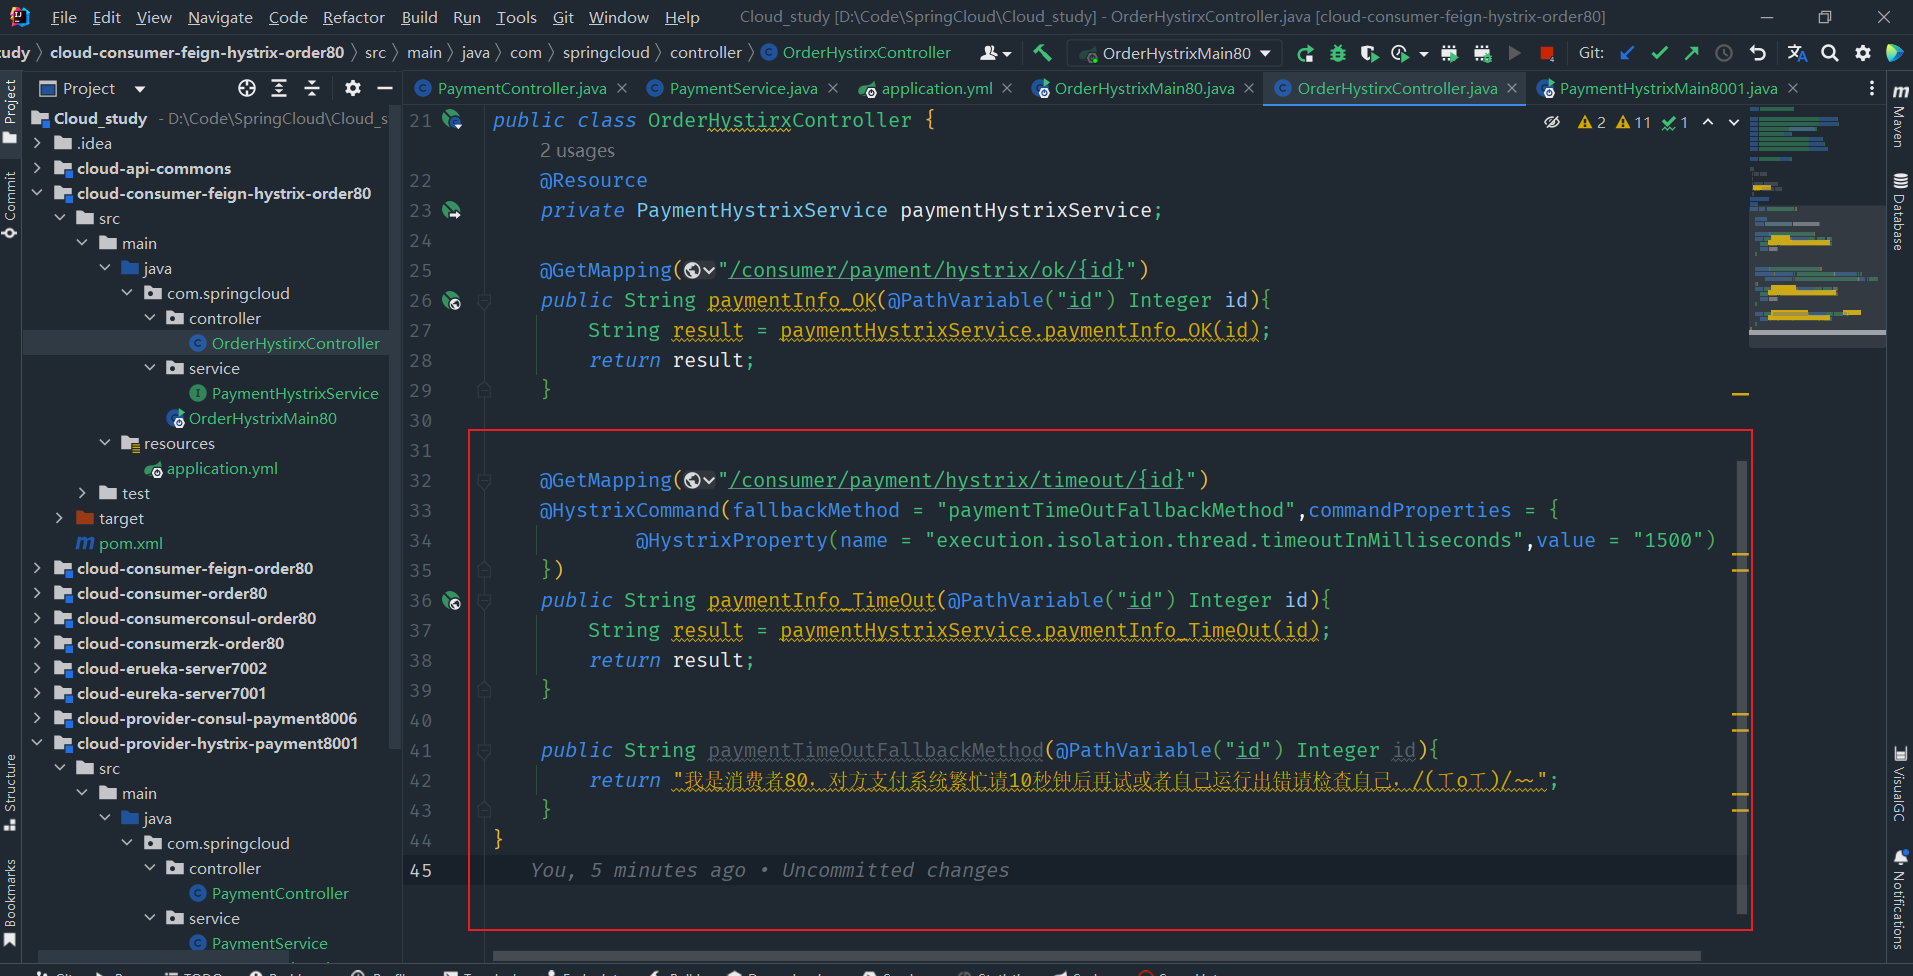 File Edit View Navigate Code Refactor Build Run Tools Git Window Help Cloud_study [D:\Code\SpringCloud\Cloud_study] - OrderHystirxController.java [cloud-consumer-feign-hystrix-order80]
tudy 〉 cloud-consumer-feign-hystrix-order80 〉 src 〉 main 〉 java 〉 com 〉 springcloud 〉 controller 〉 OrderHystirxController OrderHystrixMain80 Git:
Project
PaymentController.java PaymentService.java application.yml OrderHystrixMain80.java OrderHystirxController.java PaymentHystrixMain8001.java
Project
Commit
Structure
Bookmarks
Cloud_study - D:\Code\SpringCloud\Cloud_s
.idea
cloud-api-commons
cloud-consumer-feign-hystrix-order80
src
main
java
com.springcloud
controller
OrderHystirxController
service
PaymentHystrixService
OrderHystrixMain80
resources
application.yml
test
target
pom.xml
cloud-consumer-feign-order80
cloud-consumer-order80
cloud-consumerconsul-order80
cloud-consumerzk-order80
cloud-erueka-server7002
cloud-eureka-server7001
cloud-provider-consul-payment8006
cloud-provider-hystrix-payment8001
src
main
java
com.springcloud
controller
PaymentController
service
PaymentService
21 public class OrderHystirxController { 2 11 1
2 usages
22 @Resource
23 private PaymentHystrixService paymentHystrixService;
24
25 @GetMapping("/consumer/payment/hystrix/ok/{id}")
26 public String paymentInfo_OK(@PathVariable("id") Integer id){
27 String result = paymentHystrixService.paymentInfo_OK(id);
28 return result;
29 }
30
31
32 @GetMapping("/consumer/payment/hystrix/timeout/{id}")
33 @HystrixCommand(fallbackMethod = "paymentTimeOutFallbackMethod",commandProperties = {
34 @HystrixProperty(name = "execution.isolation.thread.timeoutInMilliseconds",value = "1500")
35 })
36 public String paymentInfo_TimeOut(@PathVariable("id") Integer id){
37 String result = paymentHystrixService.paymentInfo_TimeOut(id);
38 return result;
39 }
40
41 public String paymentTimeOutFallbackMethod(@PathVariable("id") Integer id){
42 return "我是消费者80，对方支付系统繁忙请10秒钟后再试或者自己运行出错请检查自己，/(ㄒoㄒ)/~~";
43 }
44 }
45 You, 5 minutes ago • Uncommitted changes
Maven
Database
VisualGC
Notifications